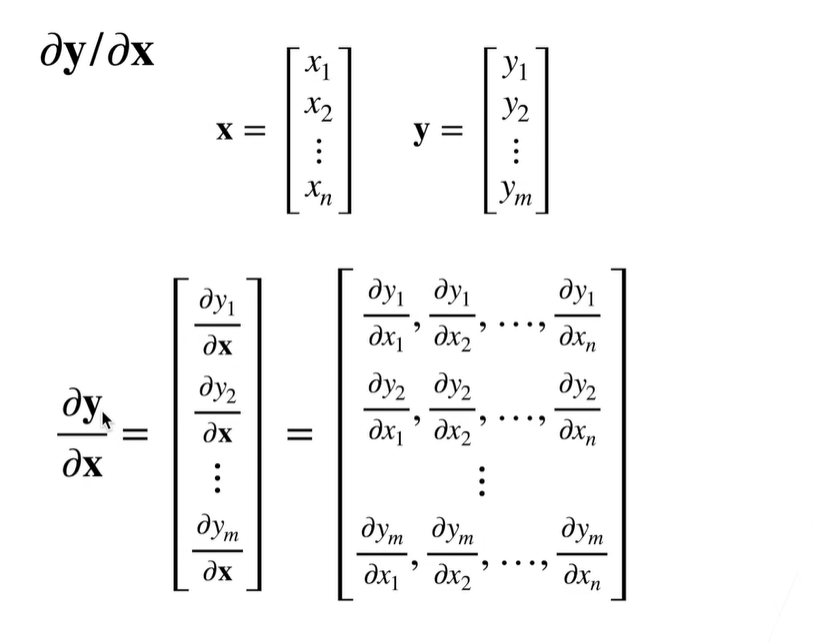 ∂y/∂x
x = [x₁ x₂ ⋮ xₙ] y = [y₁ y₂ ⋮ yₘ]
∂y/∂x = [∂y₁/∂x ∂y₂/∂x ⋮ ∂yₘ/∂x] = [∂y₁/∂x₁, ∂y₁/∂x₂, …, ∂y₁/∂xₙ
∂y₂/∂x₁, ∂y₂/∂x₂, …, ∂y₂/∂xₙ
⋮
∂yₘ/∂x₁, ∂yₘ/∂x₂, …, ∂yₘ/∂xₙ]